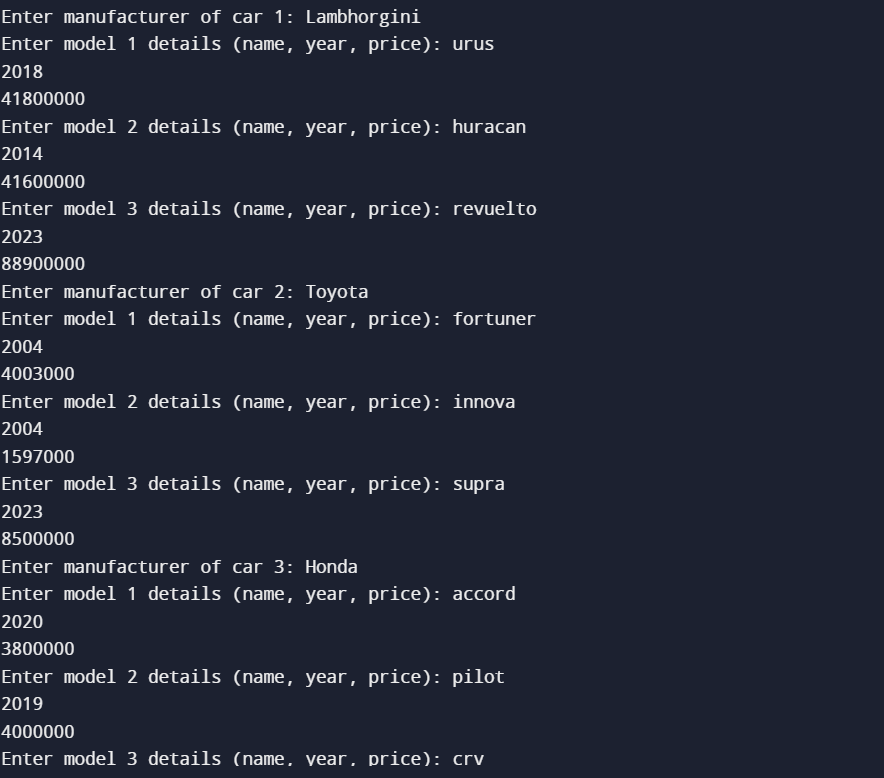 Enter manufacturer of car 1: Lambhorgini
Enter model 1 details (name, year, price): urus
2018
41800000
Enter model 2 details (name, year, price): huracan
2014
41600000
Enter model 3 details (name, year, price): revuelto
2023
88900000
Enter manufacturer of car 2: Toyota
Enter model 1 details (name, year, price): fortuner
2004
4003000
Enter model 2 details (name, year, price): innova
2004
1597000
Enter model 3 details (name, year, price): supra
2023
8500000
Enter manufacturer of car 3: Honda
Enter model 1 details (name, year, price): accord
2020
3800000
Enter model 2 details (name, year, price): pilot
2019
4000000
Enter model 3 details (name, year, price): crv